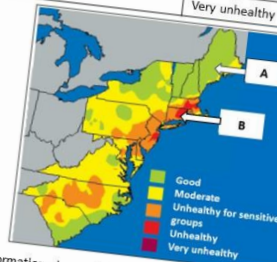 Very unhealthy
A
B
Good
Moderate
Unhealthy for sensitive
groups
Unhealthy
Very unhealthy